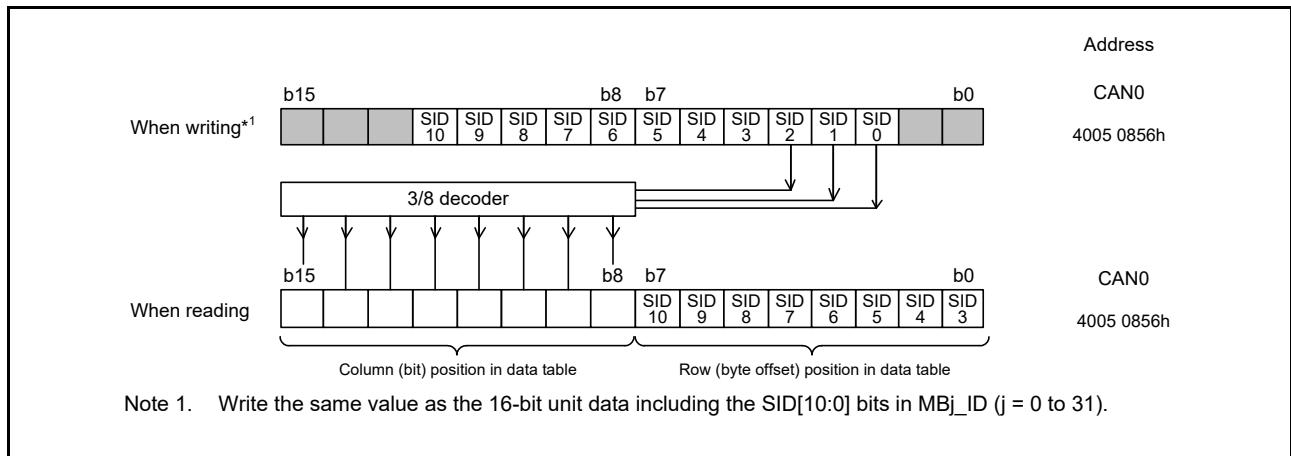 Address
b15 b8 b7 b0 CAN0
When writing*1 SID 10 SID 9 SID 8 SID 7 SID 6 SID 5 SID 4 SID 3 SID 2 SID 1 SID 0 4005 0856h
3/8 decoder
b15 b8 b7 b0 CAN0
When reading SID 10 SID 9 SID 8 SID 7 SID 6 SID 5 SID 4 SID 3 4005 0856h
Column (bit) position in data table Row (byte offset) position in data table
Note 1. Write the same value as the 16-bit unit data including the SID[10:0] bits in MBj_ID (j = 0 to 31).